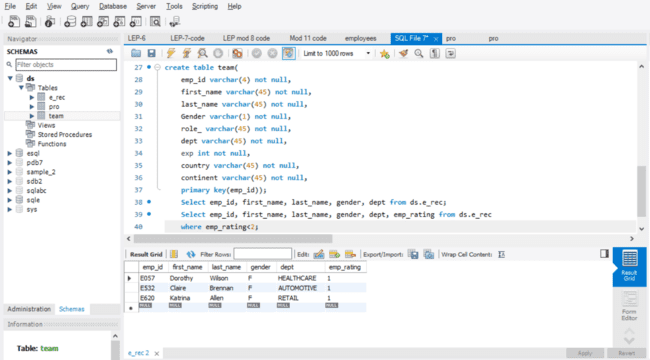 File Edit View Query Database Server Tools Scripting Help
Navigator
SCHEMAS
Filter objects
ds
Tables
e_rec
pro
team
Views
Stored Procedures
Functions
esql
pdb7
sample_2
sdb2
sqlabc
sqle
sys
Administration Schemas
Information
Table: team
LEP-6 LEP-7-code LEP mod 8 code Mod 11 code employees SQL File 7* pro pro
Limit to 1000 rows
27 create table team(
28 emp_id varchar(4) not null,
29 first_name varchar(45) not null,
30 last_name varchar(45) not null,
31 Gender varchar(1) not null,
32 role_ varchar(45) not null,
33 dept varchar(45) not null,
34 exp int not null,
35 country varchar(45) not null,
36 continent varchar(45) not null,
37 primary key(emp_id));
38 Select emp_id, first_name, last_name, gender, dept from ds.e_rec;
39 Select emp_id, first_name, last_name, gender, dept, emp_rating from ds.e_rec
40 where emp_rating<2;
Result Grid Filter Rows: Edit: Export/Import: Wrap Cell Content:
emp_id first_name last_name gender dept emp_rating
E057 Dorothy Wilson F HEALTHCARE 1
E532 Claire Brennan F AUTOMOTIVE 1
E620 Katrina Allen F RETAIL 1
NULL NULL NULL NULL NULL NULL
Result
Grid
Form
Editor
e_rec 2
Apply Revert